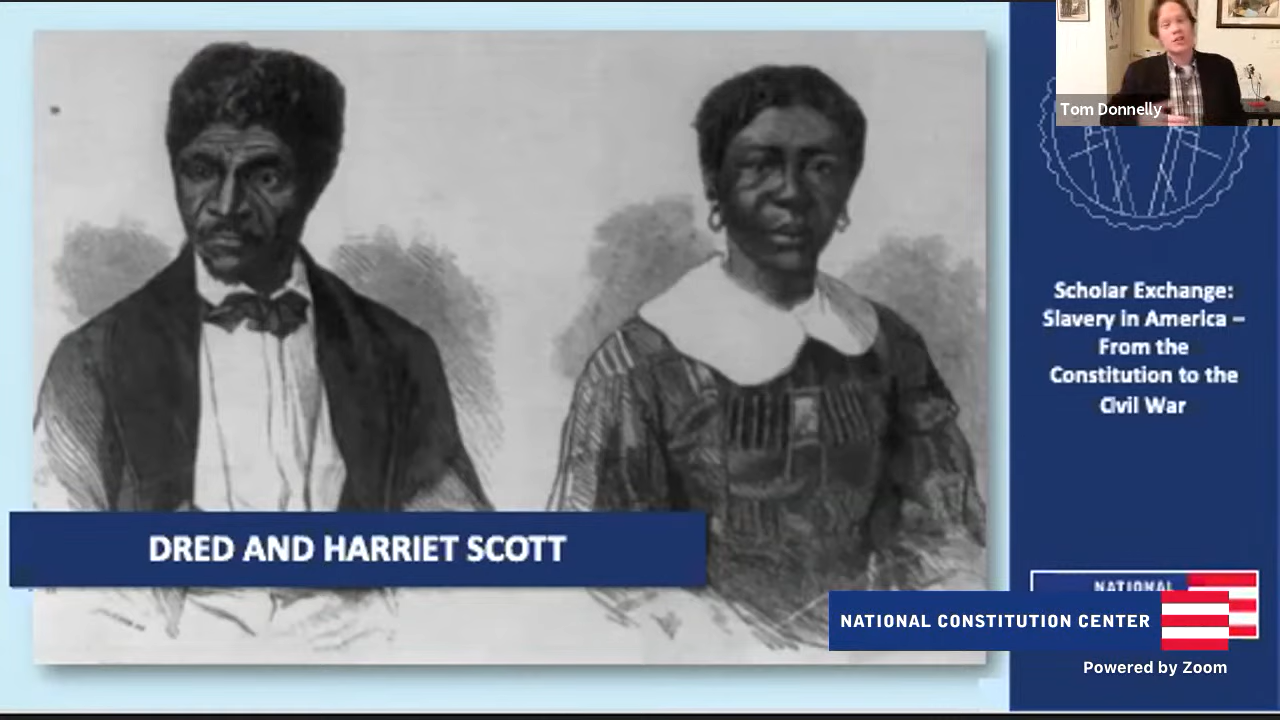 Tom Donnelly
Scholar Exchange:
Slavery in America –
From the
Constitution to the
Civil War
DRED AND HARRIET SCOTT
NATIONAL
NATIONAL CONSTITUTION CENTER
Powered by Zoom